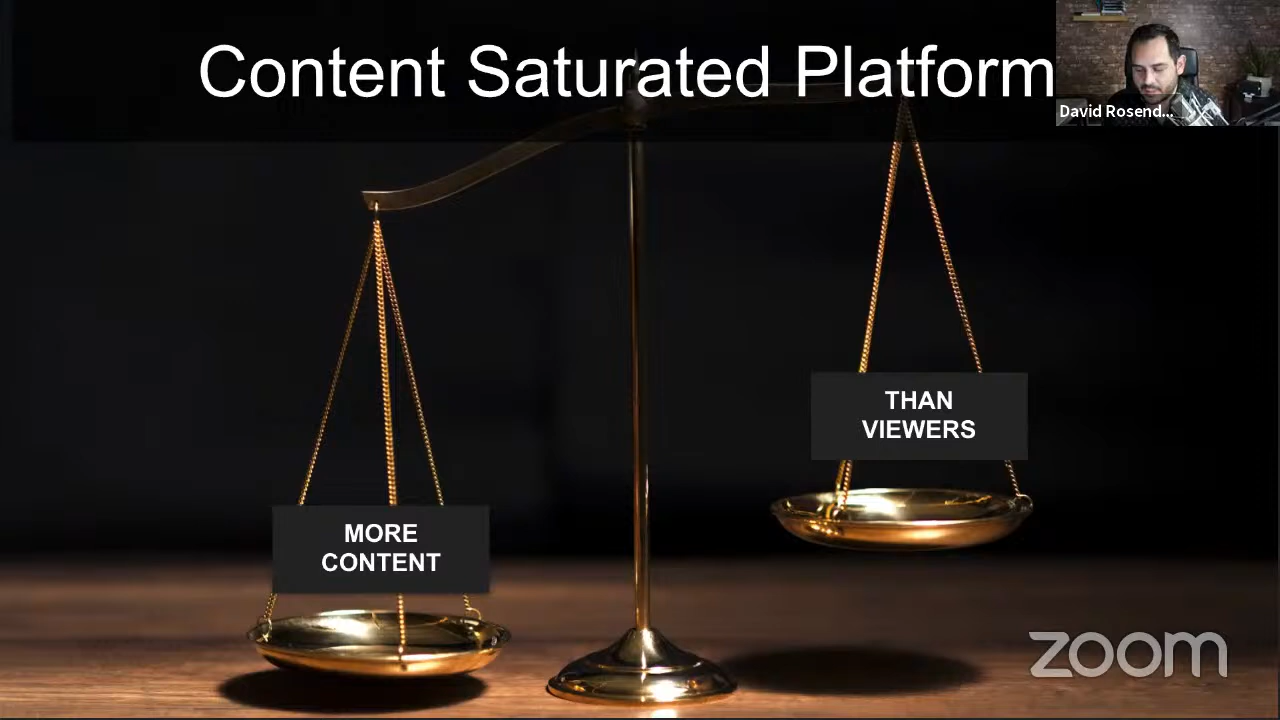 Content Saturated Platform
David Rosend...
THAN
VIEWERS
MORE
CONTENT
zoom